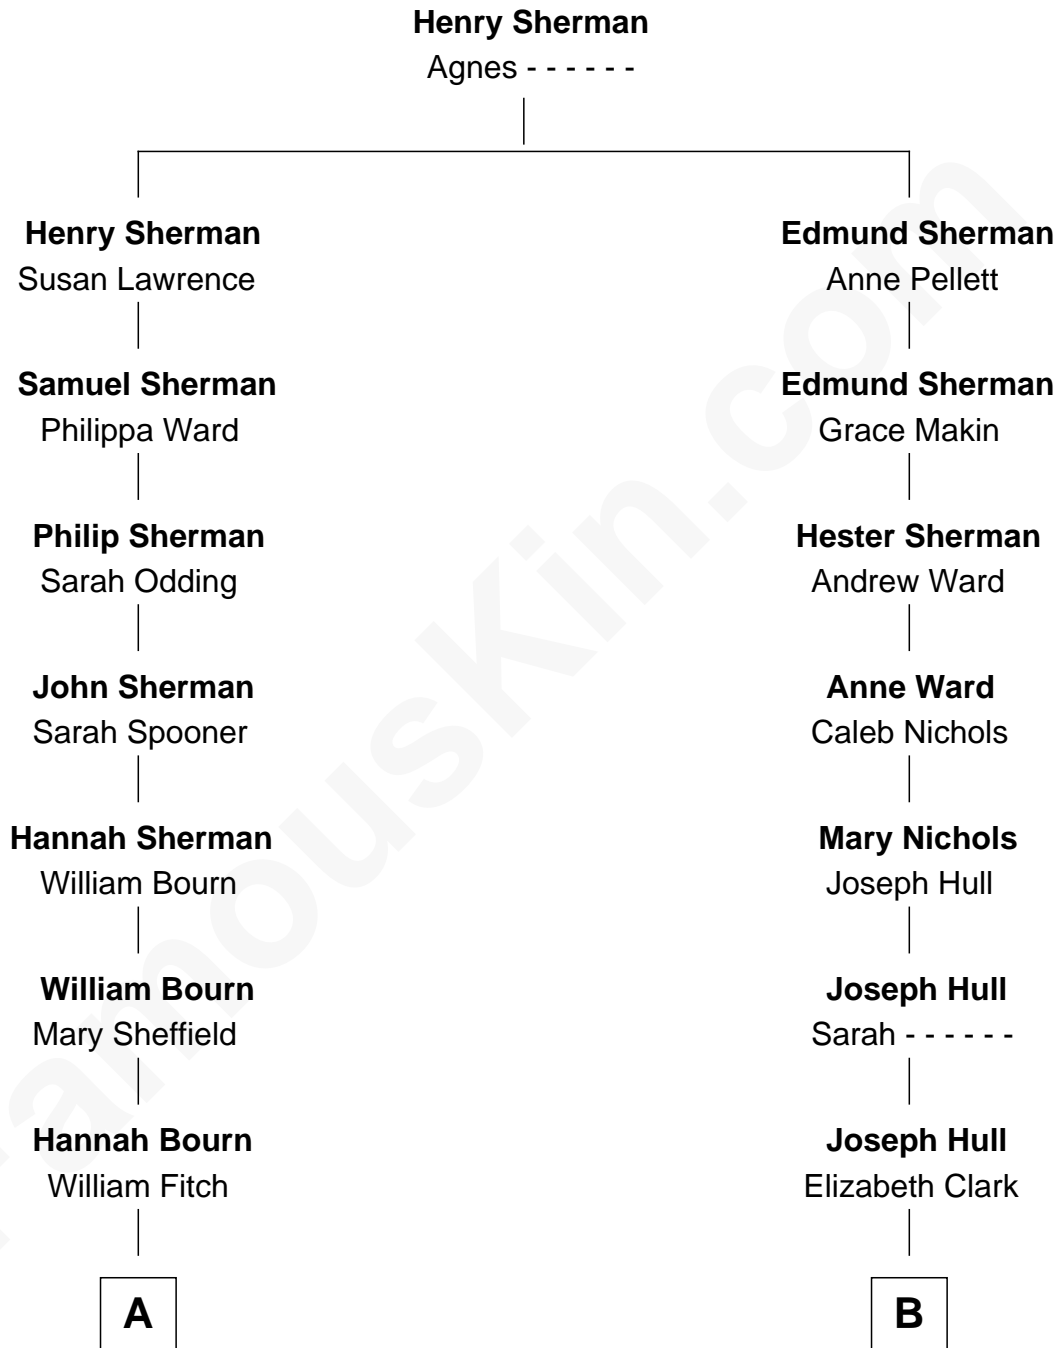 Henry Sherman
Agnes - - - - - -
Henry Sherman
Susan Lawrence
Samuel Sherman
Philippa Ward
Philip Sherman
Sarah Odding
John Sherman
Sarah Spooner
Hannah Sherman
William Bourn
William Bourn
Mary Sheffield
Hannah Bourn
William Fitch
A
Edmund Sherman
Anne Pellett
Edmund Sherman
Grace Makin
Hester Sherman
Andrew Ward
Anne Ward
Caleb Nichols
Mary Nichols
Joseph Hull
Joseph Hull
Sarah - - - - - -
Joseph Hull
Elizabeth Clark
B
FamousKin.com